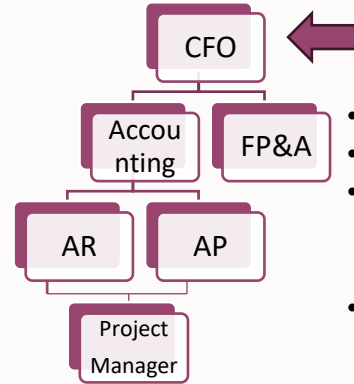 CFO
Accou
nting
FP&A
AR
AP
Project
Manager